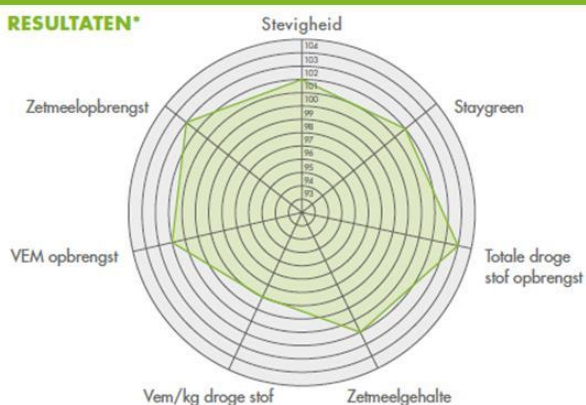 RESULTATEN*
Stevigheid
104
103
102
101
100
99
98
97
96
95
94
93
Zetmeelopbrengst
Staygreen
VEM opbrengst
Totale droge
stof opbrengst
Vem/kg droge stof
Zetmeelgehalte